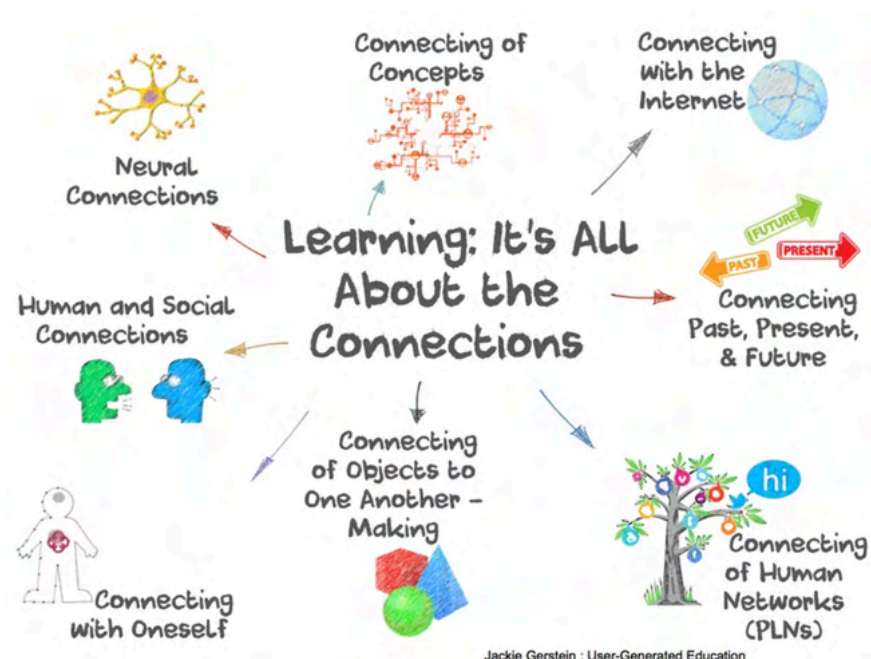 Connecting of
Concepts
Connecting
with the
Internet
Neural
Connections
Learning: It's All
About the
Connections
FUTURE
PRESENT
PAST
Connecting
Past, Present,
& Future
Human and Social
Connections
Connecting
of Objects to
One Another –
Making
hi
Connecting
of Human
Networks
(PLNs)
Connecting
with Oneself
Jackie Gerstein : User-Generated Education